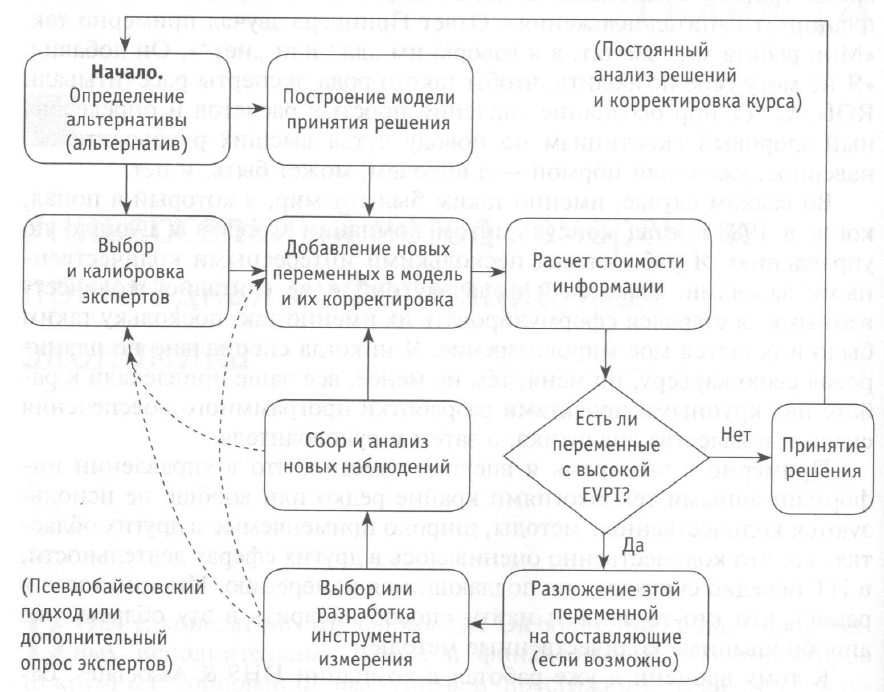 Начало.
Определение
альтернативы
(альтернатив)
Построение модели
принятия решения
(Постоянный
анализ решений
и корректировка курса)
Выбор
и калибровка
экспертов
Добавление новых
переменных в модель
и их корректировка
Расчет стоимости
информации
Сбор и анализ
новых наблюдений
Есть ли
переменные
с высокой
EVPI?
Нет
Принятие
решения
Да
(Псевдобайесовский
подход или
дополнительный
опрос экспертов)
Выбор или
разработка
инструмента
измерения
Разложение этой
переменной
на составляющие
(если возможно)